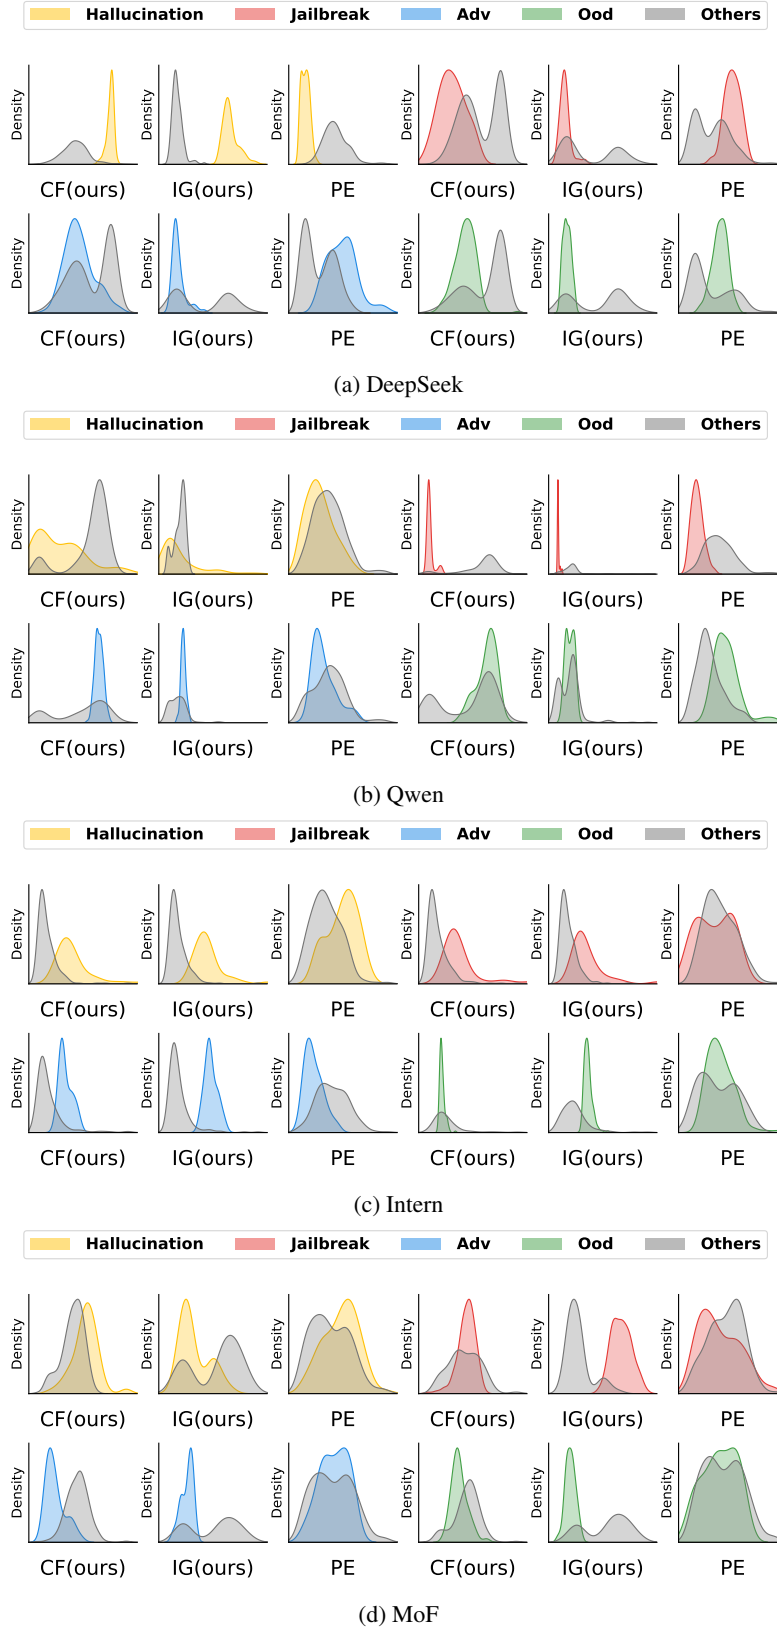 Hallucination Jailbreak Adv Ood Others
Density Density Density Density Density Density
CF(ours) IG(ours) PE CF(ours) IG(ours) PE
Density Density Density Density Density Density
CF(ours) IG(ours) PE CF(ours) IG(ours) PE
(a) DeepSeek
Hallucination Jailbreak Adv Ood Others
Density Density Density Density Density Density
CF(ours) IG(ours) PE CF(ours) IG(ours) PE
Density Density Density Density Density Density
CF(ours) IG(ours) PE CF(ours) IG(ours) PE
(b) Qwen
Hallucination Jailbreak Adv Ood Others
Density Density Density Density Density Density
CF(ours) IG(ours) PE CF(ours) IG(ours) PE
Density Density Density Density Density Density
CF(ours) IG(ours) PE CF(ours) IG(ours) PE
(c) Intern
Hallucination Jailbreak Adv Ood Others
Density Density Density Density Density Density
CF(ours) IG(ours) PE CF(ours) IG(ours) PE
Density Density Density Density Density Density
CF(ours) IG(ours) PE CF(ours) IG(ours) PE
(d) MoF